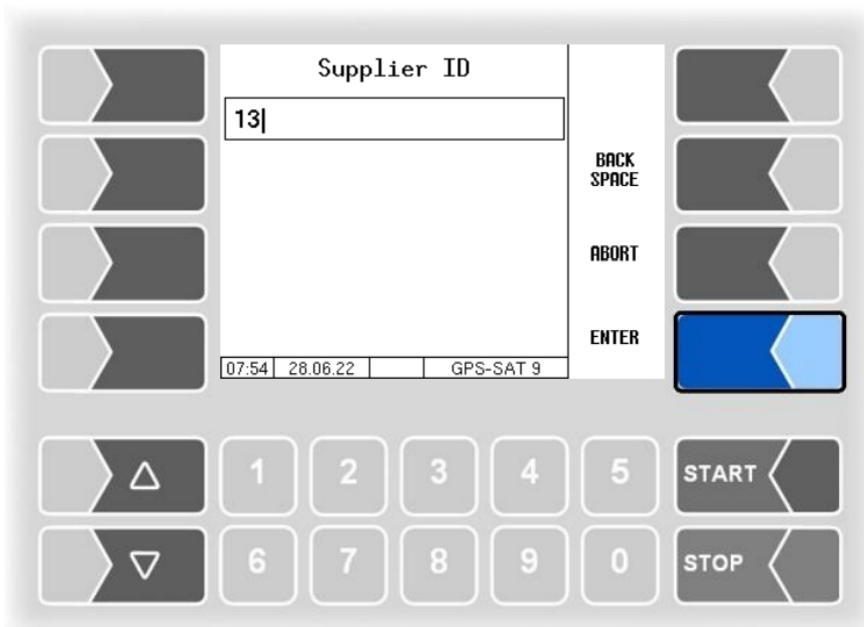 Supplier ID
13
BACK
SPACE
ABORT
ENTER
07:54 28.06.22 GPS-SAT 9
1 2 3 4 5 START
6 7 8 9 0 STOP